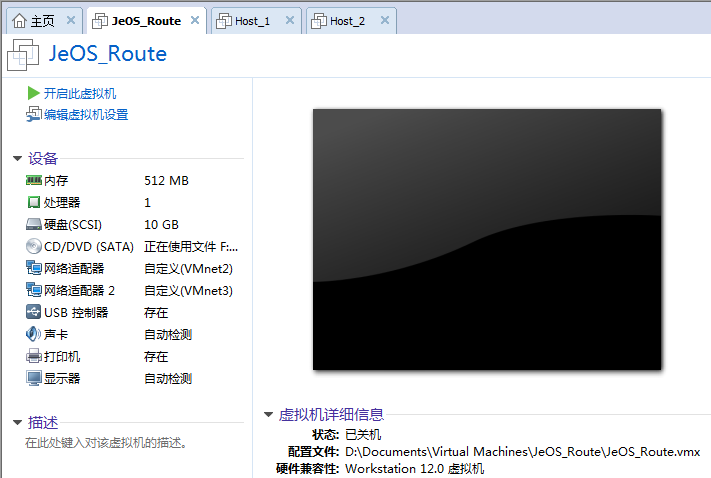 主页 JeOS_Route Host_1 Host_2
JeOS_Route
开启此虚拟机
编辑虚拟机设置
设备
内存 512 MB
处理器 1
硬盘(SCSI) 10 GB
CD/DVD (SATA) 正在使用文件 F:...
网络适配器 自定义(VMnet2)
网络适配器 2 自定义(VMnet3)
USB 控制器 存在
声卡 自动检测
打印机 存在
显示器 自动检测
描述
在此处键入对该虚拟机的描述。
虚拟机详细信息
状态: 已关机
配置文件: D:\Documents\Virtual Machines\JeOS_Route\JeOS_Route.vmx
硬件兼容性: Workstation 12.0 虚拟机